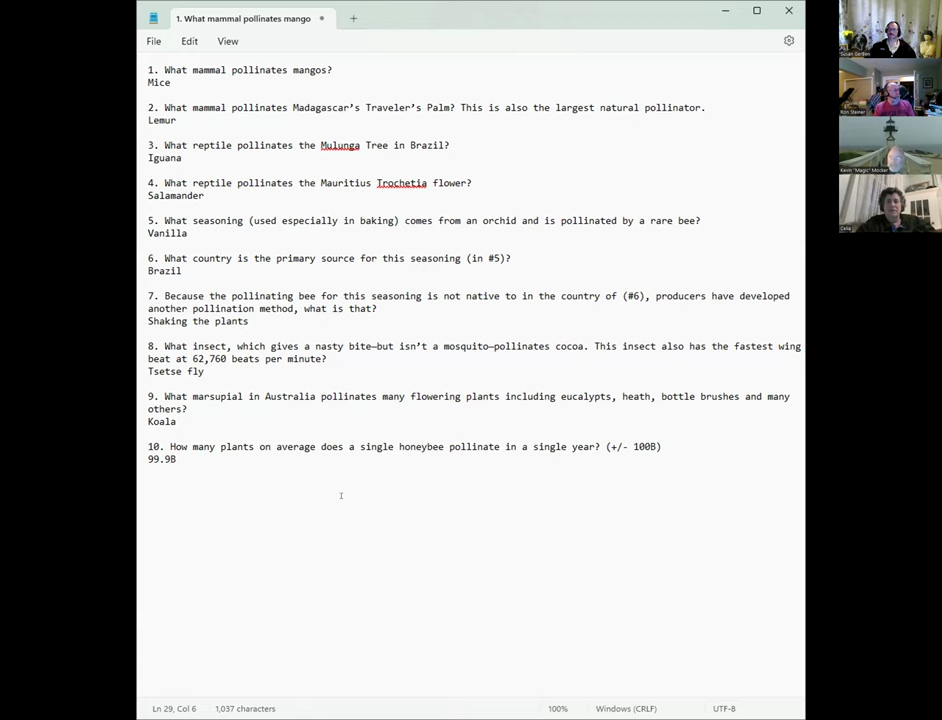 1. What mammal pollinates mango
File Edit View
1. What mammal pollinates mangos?
Mice
2. What mammal pollinates Madagascar’s Traveler’s Palm? This is also the largest natural pollinator.
Lemur
3. What reptile pollinates the Mulunga Tree in Brazil?
Iguana
4. What reptile pollinates the Mauritius Trochetia flower?
Salamander
5. What seasoning (used especially in baking) comes from an orchid and is pollinated by a rare bee?
Vanilla
6. What country is the primary source for this seasoning (in #5)?
Brazil
7. Because the pollinating bee for this seasoning is not native to in the country of (#6), producers have developed
another pollination method, what is that?
Shaking the plants
8. What insect, which gives a nasty bite—but isn’t a mosquito—pollinates cocoa. This insect also has the fastest wing
beat at 62,760 beats per minute?
Tsetse fly
9. What marsupial in Australia pollinates many flowering plants including eucalypts, heath, bottle brushes and many
others?
Koala
10. How many plants on average does a single honeybee pollinate in a single year? (+/- 100B)
99.9B
Ln 29, Col 6 1,037 characters 100% Windows (CRLF) UTF-8
Susan Gerten
Ron Steiner
Kevin "Magic" Mocker
Celia